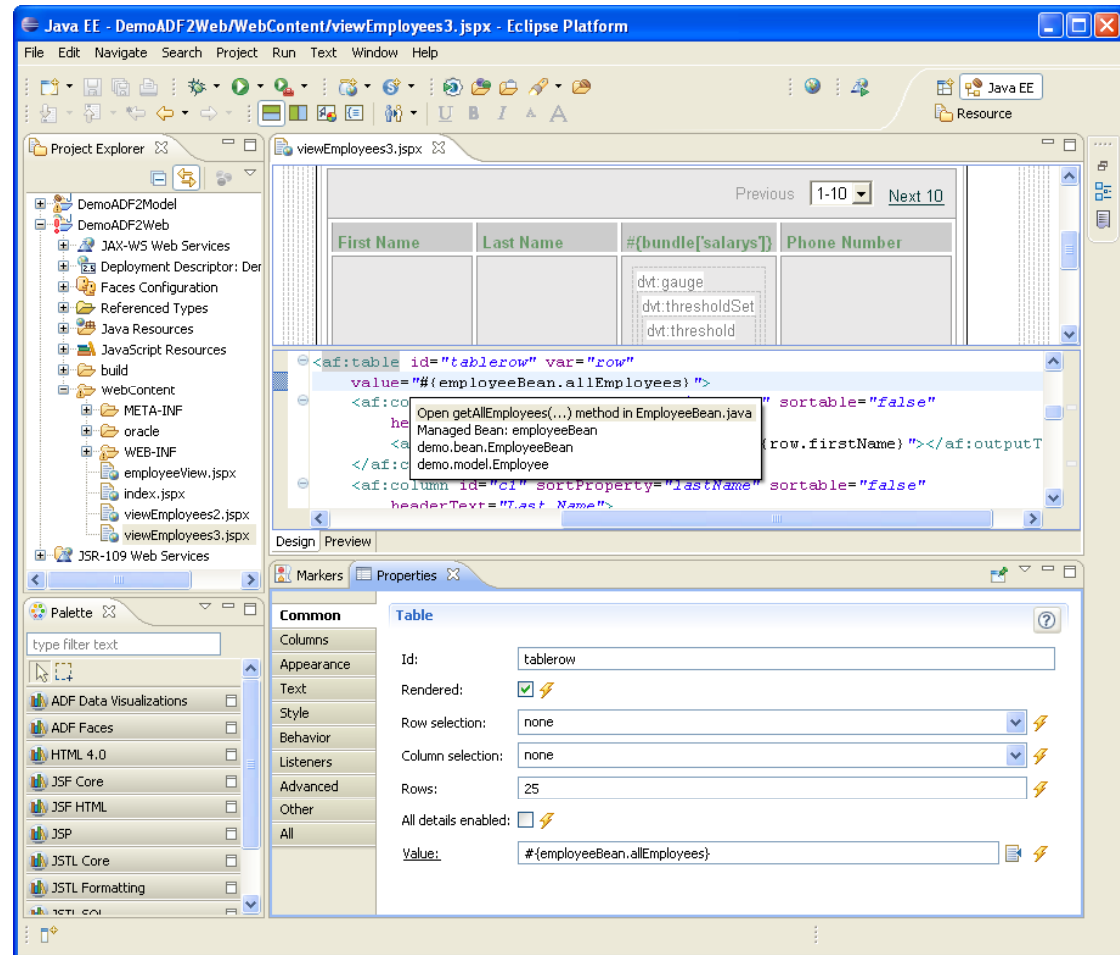 Java EE - DemoADF2Web/WebContent/viewEmployees3.jspx - Eclipse Platform
File Edit Navigate Search Project Run Text Window Help
Java EE
U B I A A
Resource
Project Explorer
DemoADF2Model
DemoADF2Web
JAX-WS Web Services
Deployment Descriptor: Der
Faces Configuration
Referenced Types
Java Resources
JavaScript Resources
build
WebContent
META-INF
oracle
WEB-INF
employeeView.jspx
index.jspx
viewEmployees2.jspx
viewEmployees3.jspx
JSR-109 Web Services
viewEmployees3.jspx
Previous 1-10 Next 10
First Name Last Name #{bundle['salarys']} Phone Number
dvt:gauge
dvt:thresholdSet
dvt:threshold
<af:table id="tablerow" var="row"
value="#{employeeBean.allEmployees}">
<af:co " sortable="false"
he
<a {row.firstName}"></af:outputT
</af:c
<af:column id="c1" sortProperty="lastName" sortable="false"
headerText="Last Name">
Open getAllEmployees(...) method in EmployeeBean.java
Managed Bean: employeeBean
demo.bean.EmployeeBean
demo.model.Employee
Design Preview
Palette
type filter text
ADF Data Visualizations
ADF Faces
HTML 4.0
JSF Core
JSF HTML
JSP
JSTL Core
JSTL Formatting
JSTL SQL
Markers Properties
Common
Columns
Appearance
Text
Style
Behavior
Listeners
Advanced
Other
All
Table
Id: tablerow
Rendered:
Row selection: none
Column selection: none
Rows: 25
All details enabled:
Value: #{employeeBean.allEmployees}